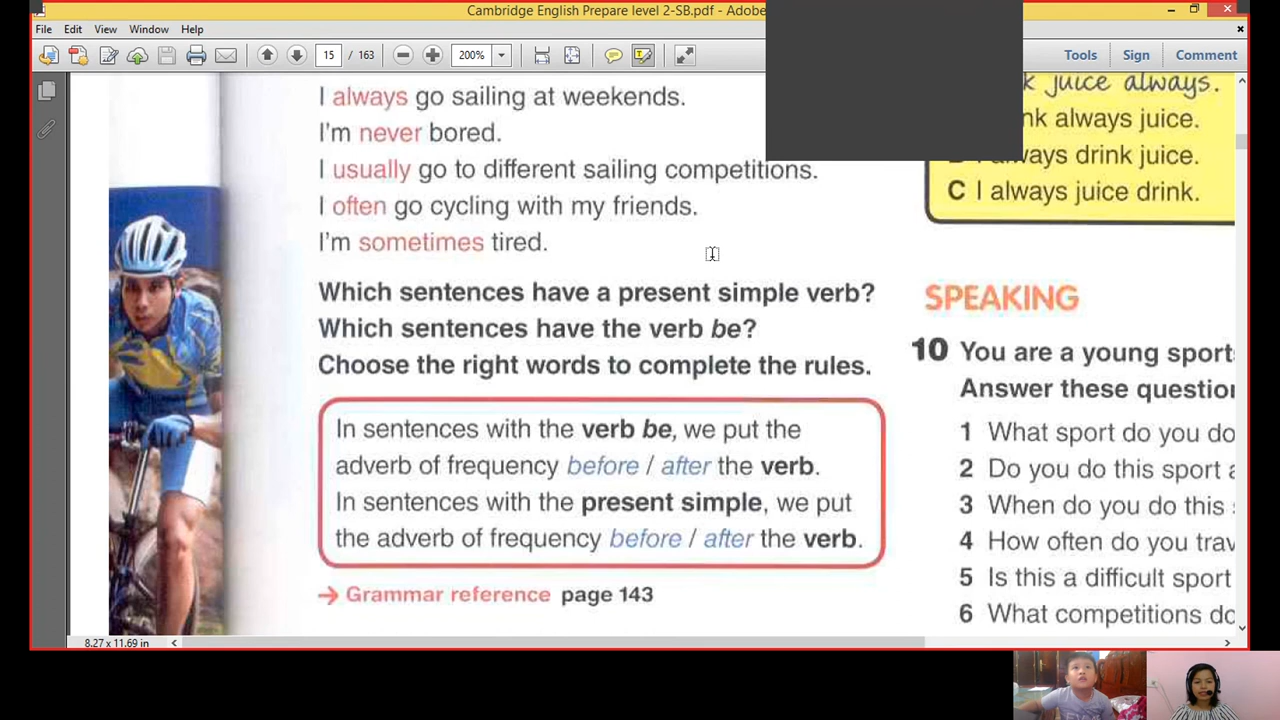 Cambridge English Prepare level 2-SB.pdf - Adobe
File Edit View Window Help
15 / 163 200% Tools Sign Comment
I always go sailing at weekends.
I'm never bored.
I usually go to different sailing competitions.
I often go cycling with my friends.
I'm sometimes tired.
Which sentences have a present simple verb?
Which sentences have the verb be?
Choose the right words to complete the rules.
In sentences with the verb be, we put the
adverb of frequency before / after the verb.
In sentences with the present simple, we put
the adverb of frequency before / after the verb.
→ Grammar reference page 143
juice always.
always juice.
always drink juice.
C I always juice drink.
SPEAKING
10 You are a young sport
Answer these question
1 What sport do you do
2 Do you do this sport
3 When do you do this
4 How often do you trav
5 Is this a difficult sport
6 What competitions do
8.27 x 11.69 in